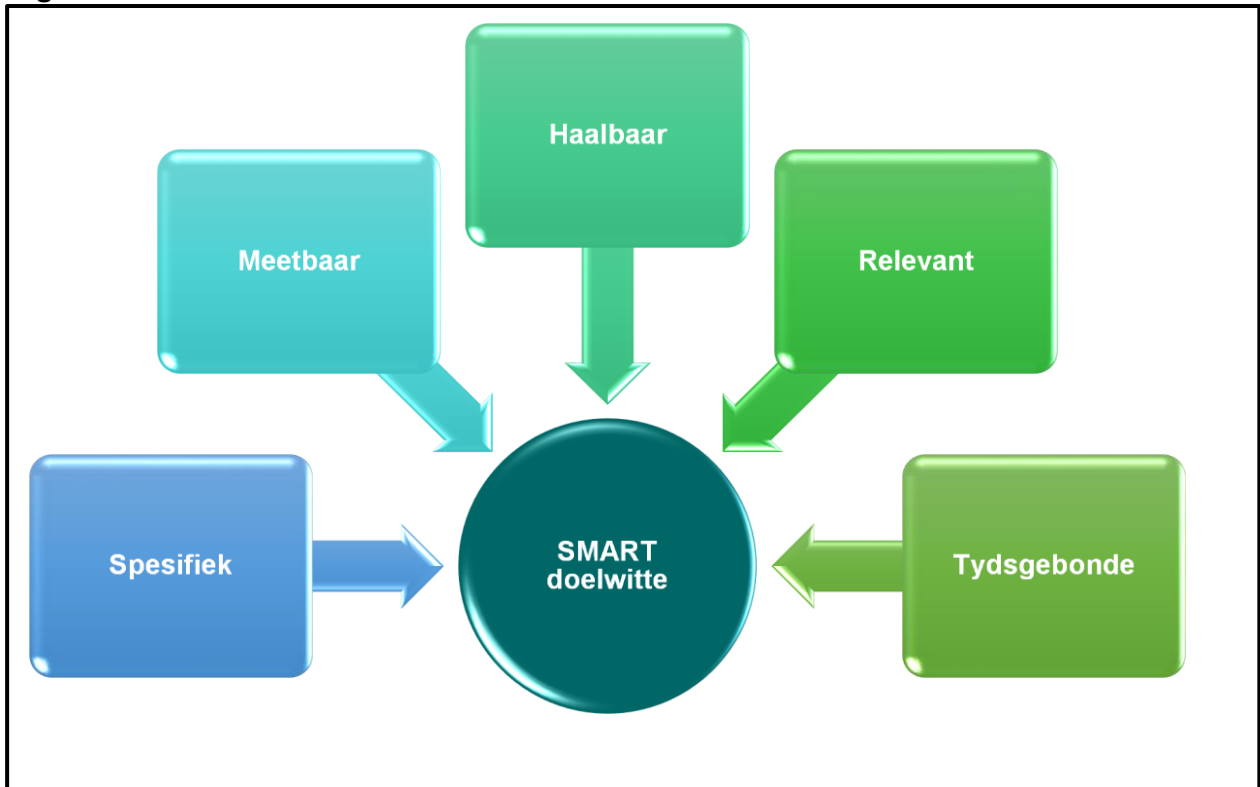 Spesifiek
Meetbaar
Haalbaar
Relevant
Tydsgebonde
SMART
doelwitte